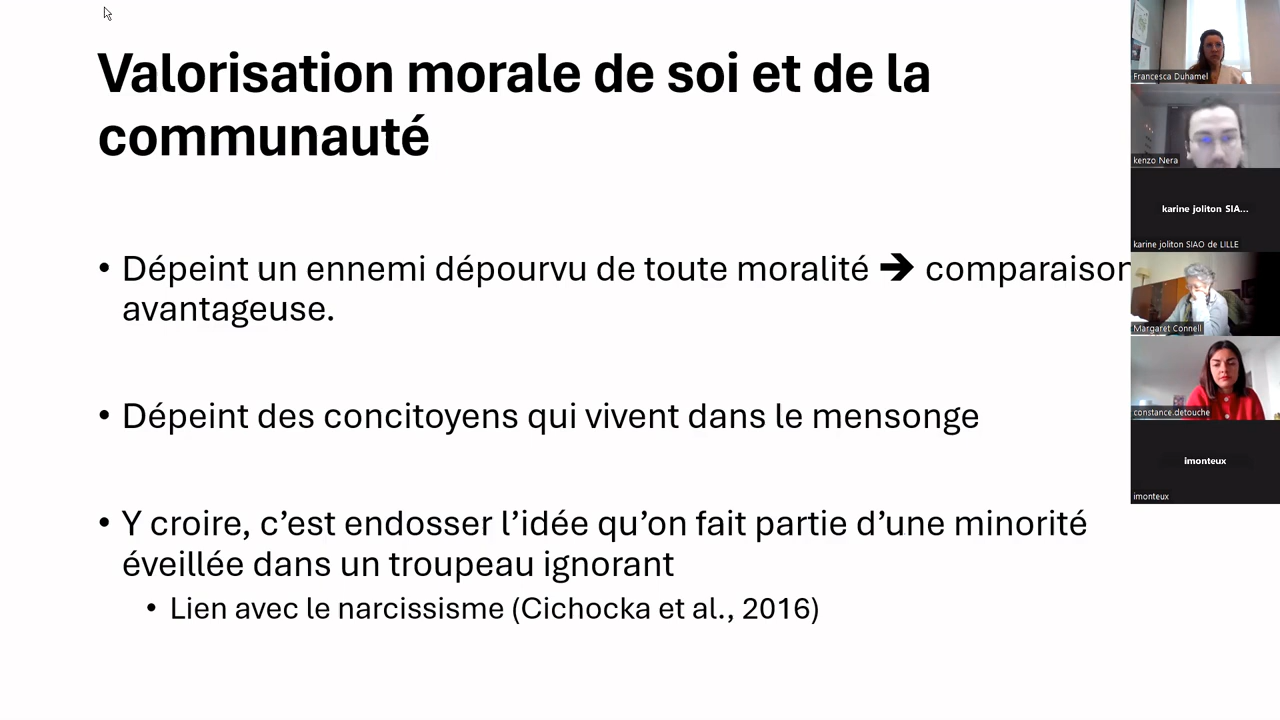 Valorisation morale de soi et de la
communauté
• Dépeint un ennemi dépourvu de toute moralité ➔ comparaison
avantageuse.
• Dépeint des concitoyens qui vivent dans le mensonge
• Y croire, c’est endosser l’idée qu’on fait partie d’une minorité
éveillée dans un troupeau ignorant
• Lien avec le narcissisme (Cichocka et al., 2016)
Francesca Duhamel
kenzo Nera
karine joliton SIA...
karine joliton SIAO de LILLE
Margaret Connell
constance.detouche
imonteux
imonteux